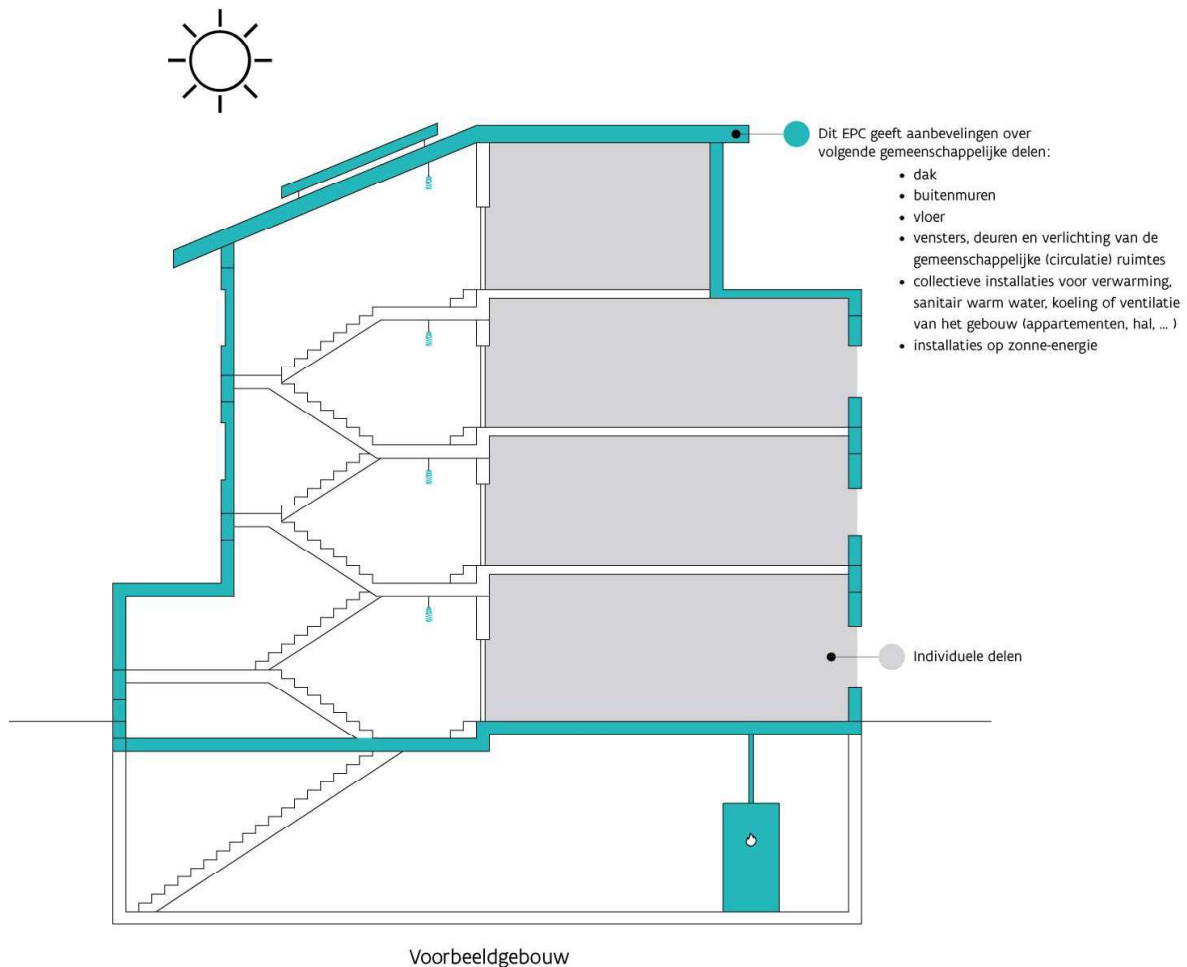 Dit EPC geeft aanbevelingen over
volgende gemeenschappelijke delen:
• dak
• buitenmuren
• vloer
• vensters, deuren en verlichting van de
gemeenschappelijke (circulatie) ruimtes
• collectieve installaties voor verwarming,
sanitair warm water, koeling of ventilatie
van het gebouw (appartementen, hal, ... )
• installaties op zonne-energie
Individuele delen
Voorbeeldgebouw